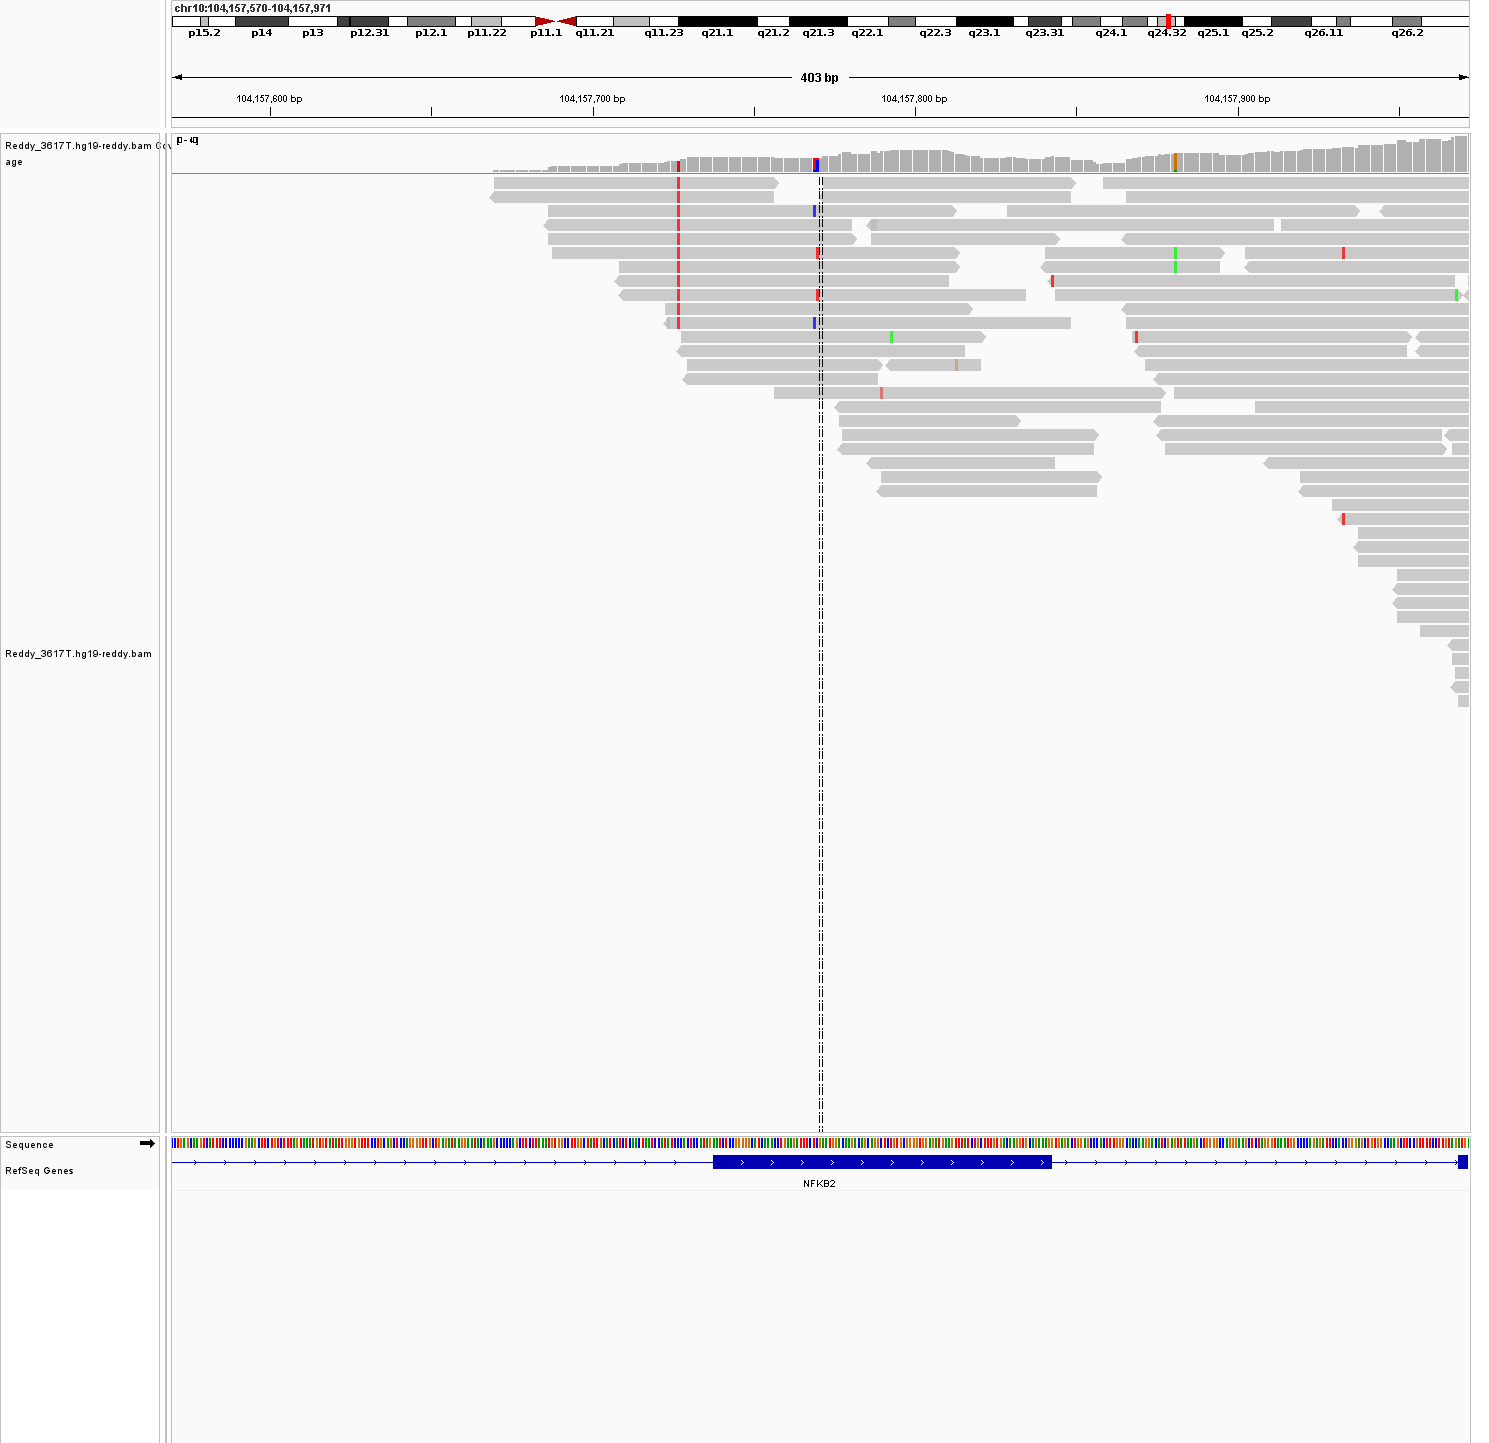 chr10:104,157,570-104,157,971
p15.2 p14 p13 p12.31 p12.1 p11.22 p11.1 q11.21 q11.23 q21.1 q21.2 q21.3 q22.1 q22.3 q23.1 q23.31 q24.1 q24.32 q25.1 q25.2 q26.11 q26.2
403 bp
104,157,600 bp 104,157,700 bp 104,157,800 bp 104,157,900 bp
Reddy_3617T.hg19-reddy.bam Cov
age
Reddy_3617T.hg19-reddy.bam
Sequence
RefSeq Genes
NFKB2